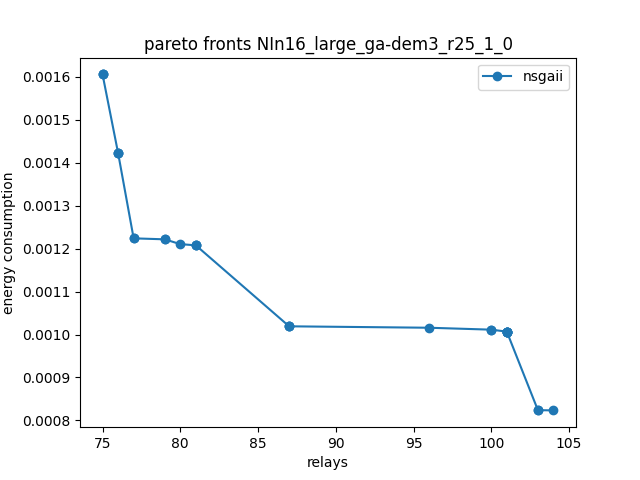 pareto fronts NIn16_large_ga-dem3_r25_1_0
nsgaii
0.0016
0.0015
0.0014
0.0013
0.0012
0.0011
0.0010
0.0009
0.0008
energy consumption
75 80 85 90 95 100 105
relays